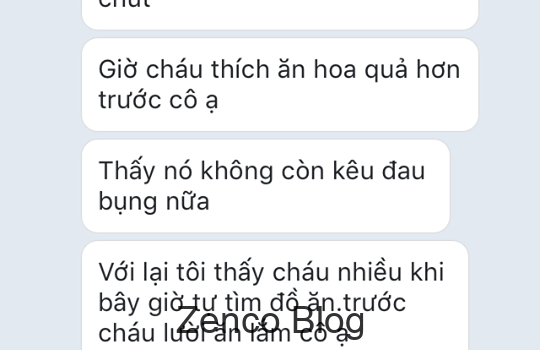 chút
Giờ cháu thích ăn hoa quả hơn
trước cô ạ
Thấy nó không còn kêu đau
bụng nữa
Với lại tôi thấy cháu nhiều khi
bây giờ tự tìm đồ ăn.trước
cháu lười ăn lắm cô ạ
Zenco Blog